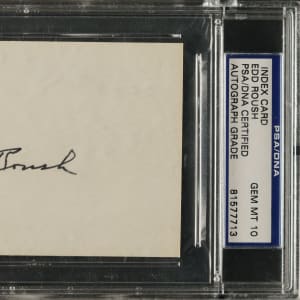 Roush
PSA/DNA
INDEX CARD
EDD ROUSH
PSA/DNA CERTIFIED
AUTOGRAPH GRADE
GEM MT 10
81577713